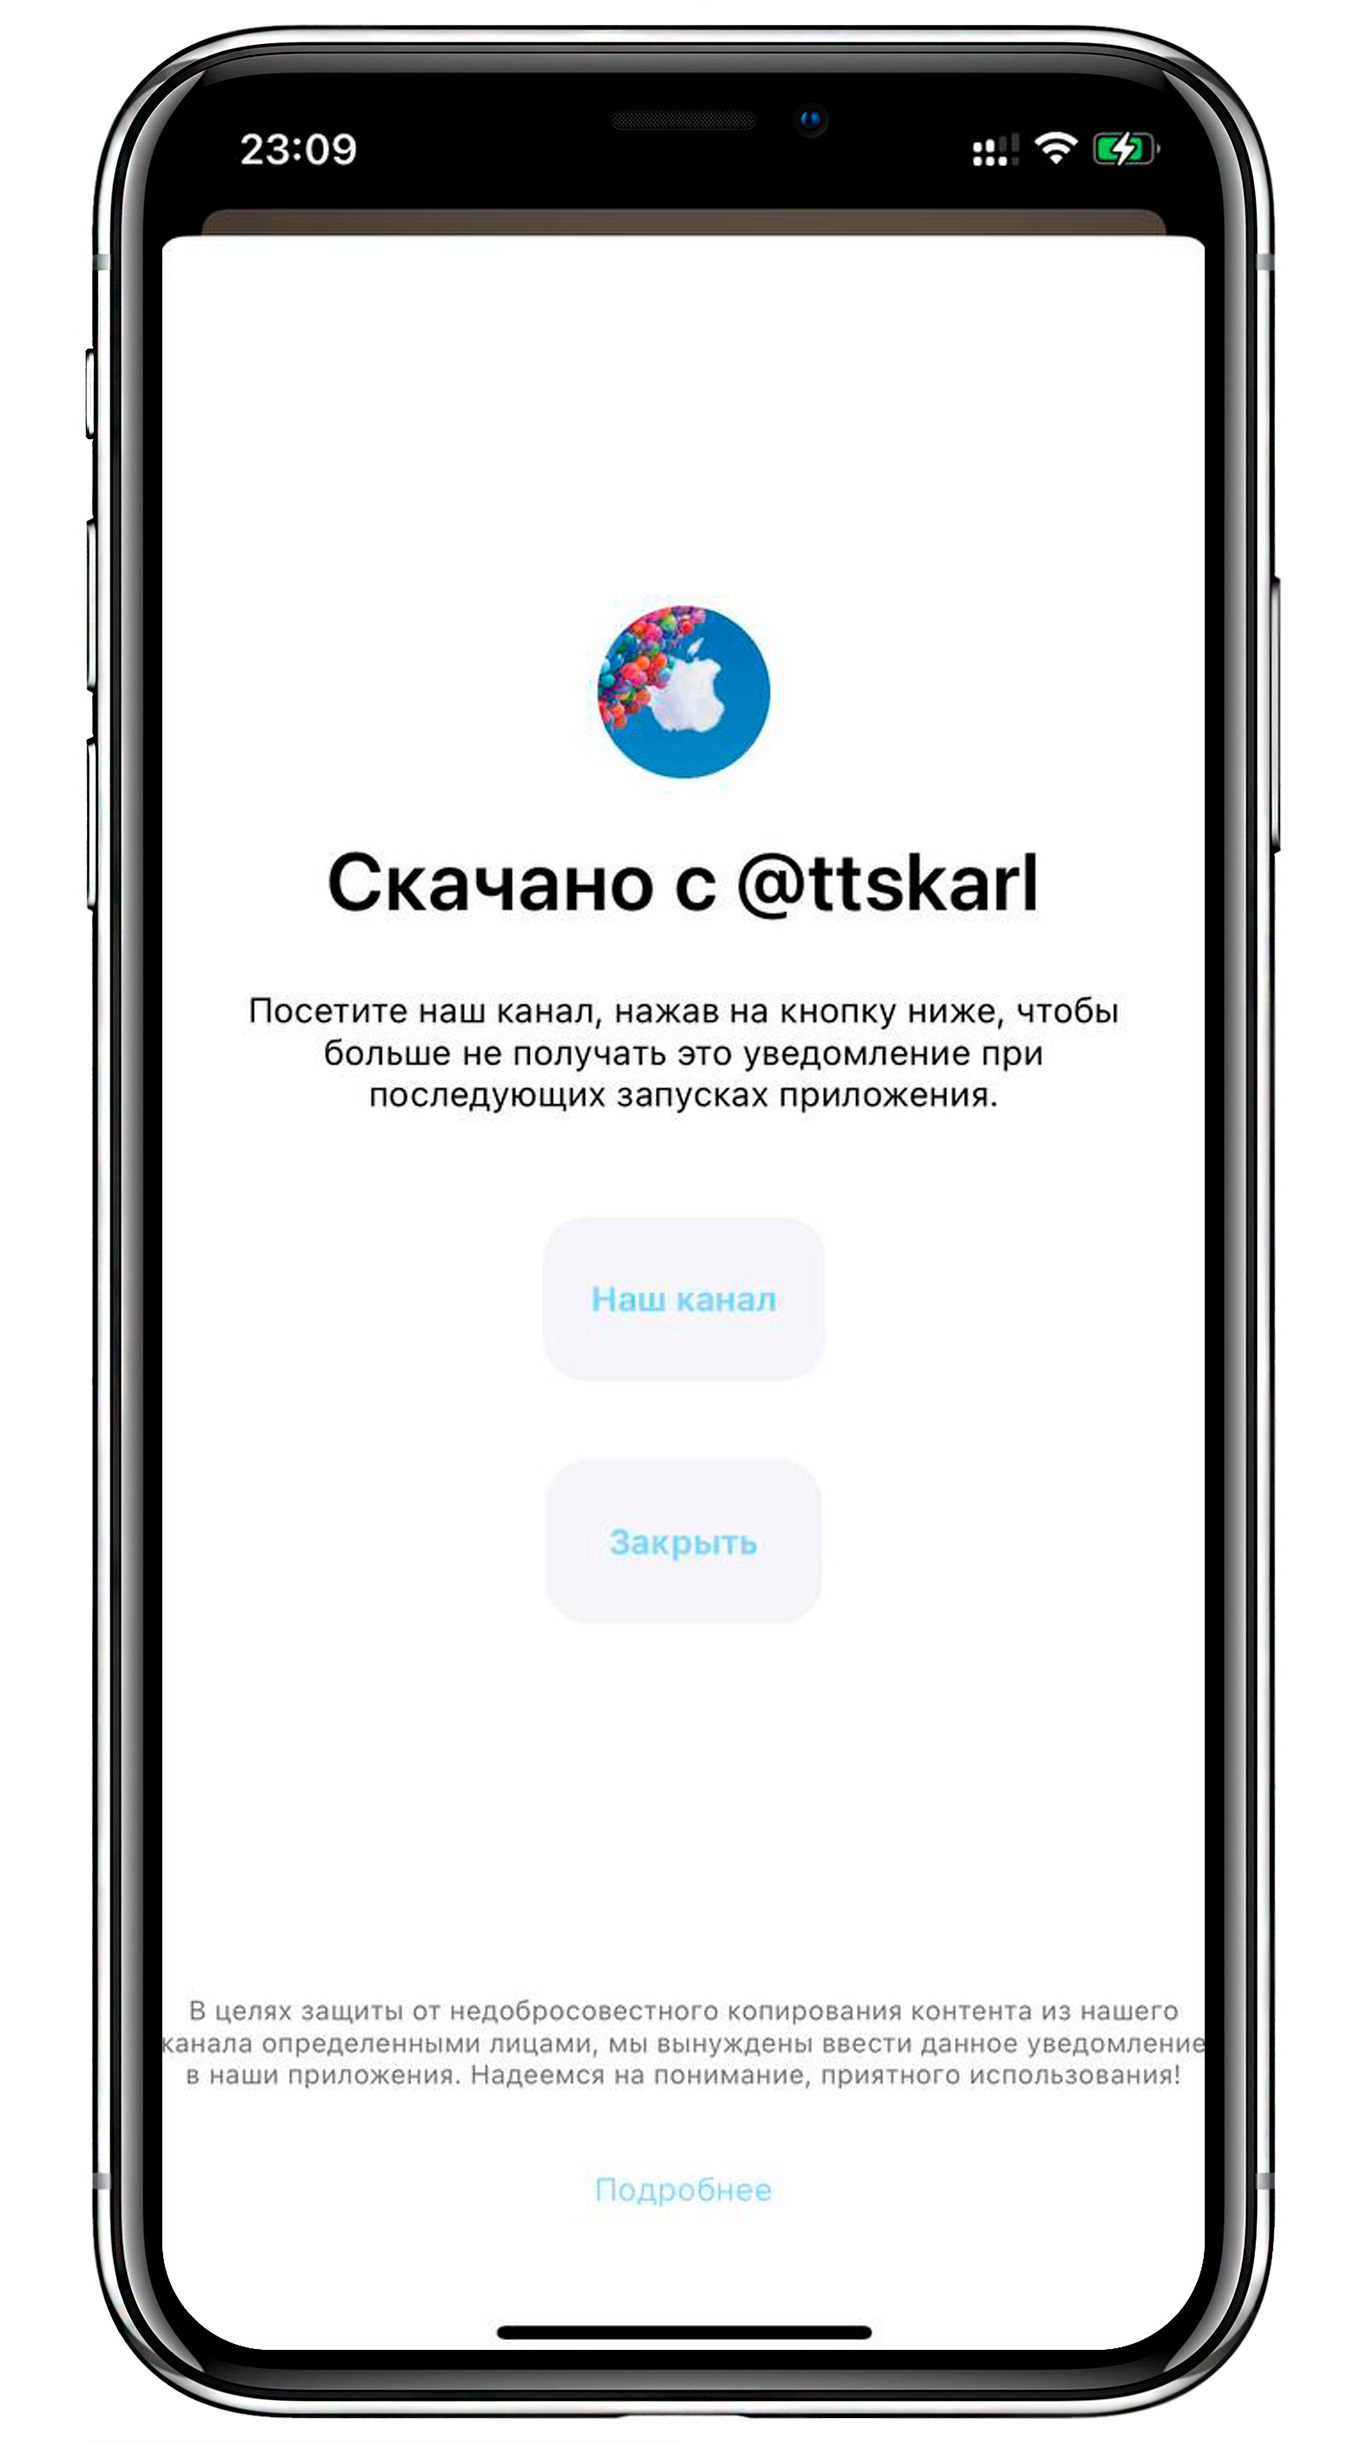 23:09
Скачано с @ttskarl
Посетите наш канал, нажав на кнопку ниже, чтобы
больше не получать это уведомление при
последующих запусках приложения.
Наш канал
Закрыть
В целях защиты от недобросовестного копирования контента из нашего
канала определенными лицами, мы вынуждены ввести данное уведомление
в наши приложения. Надеемся на понимание, приятного использования!
Подробнее